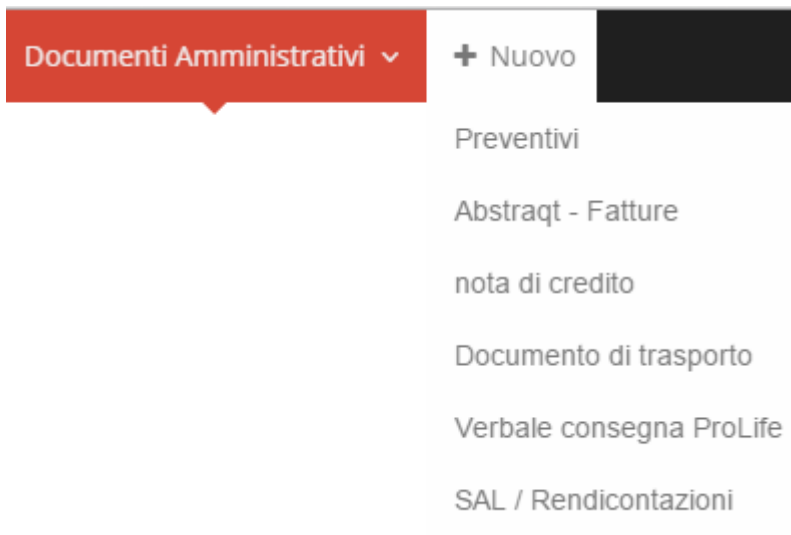 Documenti Amministrativi
+ Nuovo
Preventivi
Abstraqt - Fatture
nota di credito
Documento di trasporto
Verbale consegna ProLife
SAL / Rendicontazioni